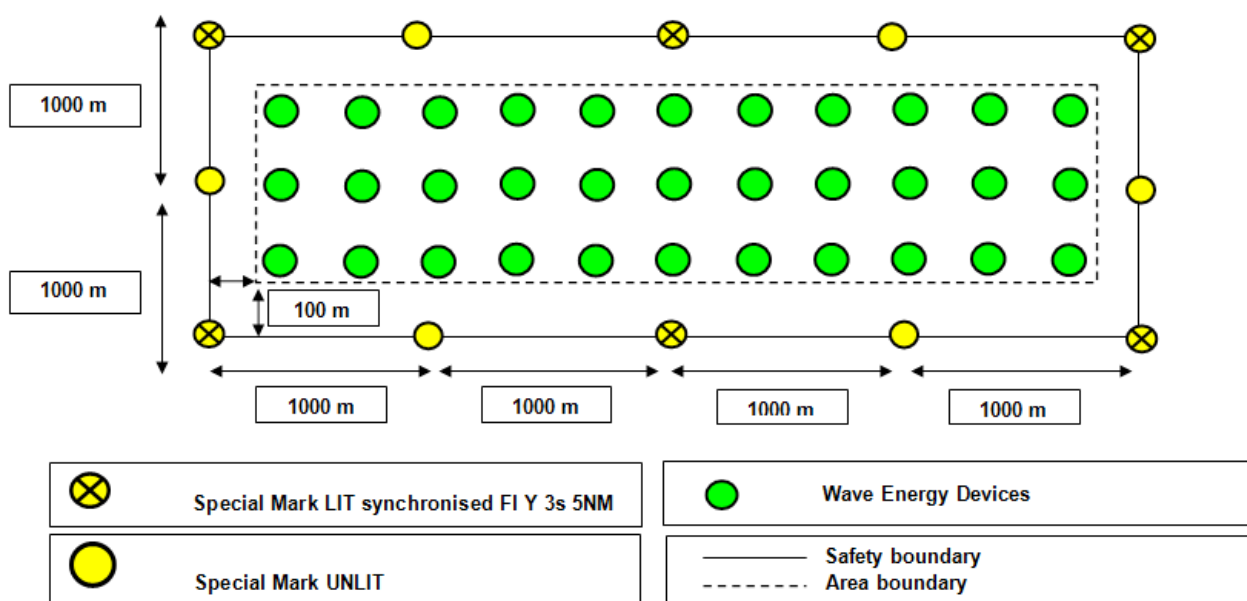 1000 m
1000 m
100 m
1000 m
1000 m
1000 m
1000 m
Special Mark LIT synchronised Fl Y 3s 5NM
Wave Energy Devices
Special Mark UNLIT
Safety boundary
Area boundary